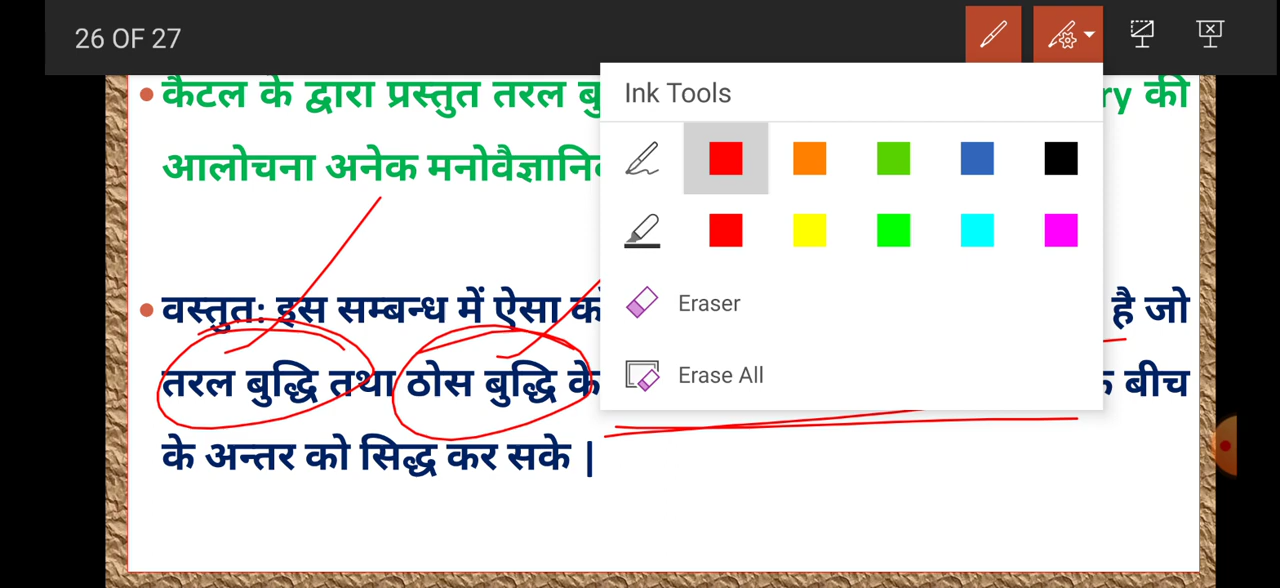 26 OF 27
Ink Tools
Eraser
Erase All
• कैटल के द्वारा प्रस्तुत तरल ry की
आलोचना अनेक
• वस्तुत: इस सम्बन्ध में ऐसा है जो
तरल बुद्धि तथा ठोस बुद्धि के बीच
के अन्तर को सिद्ध कर सके |